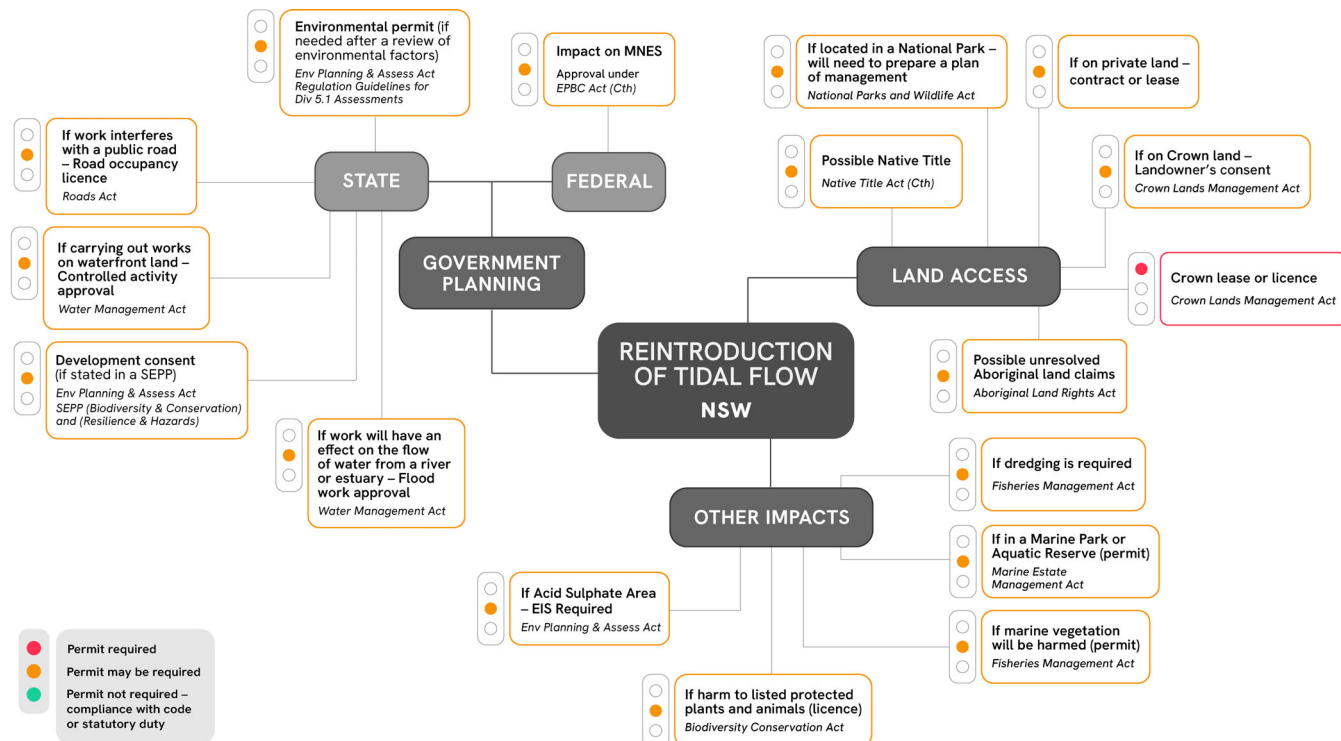 Environmental permit (if
needed after a review of
environmental factors)
Env Planning & Assess Act
Regulation Guidelines for
Div 5.1 Assessments
Impact on MNES
Approval under
EPBC Act (Cth)
If located in a National Park –
will need to prepare a plan
of management
National Parks and Wildlife Act
If on private land –
contract or lease
If work interferes
with a public road
– Road occupancy
licence
Roads Act
STATE
FEDERAL
Possible Native Title
Native Title Act (Cth)
If on Crown land –
Landowner's consent
Crown Lands Management Act
If carrying out works
on waterfront land –
Controlled activity
approval
Water Management Act
GOVERNMENT
PLANNING
LAND ACCESS
Crown lease or licence
Crown Lands Management Act
Development consent
(if stated in a SEPP)
Env Planning & Assess Act
SEPP (Biodiversity & Conservation)
and (Resilience & Hazards)
REINTRODUCTION
OF TIDAL FLOW
NSW
Possible unresolved
Aboriginal land claims
Aboriginal Land Rights Act
If work will have an
effect on the flow
of water from a river
or estuary – Flood
work approval
Water Management Act
OTHER IMPACTS
If dredging is required
Fisheries Management Act
If in a Marine Park or
Aquatic Reserve (permit)
Marine Estate
Management Act
If Acid Sulphate Area
– EIS Required
Env Planning & Assess Act
If marine vegetation
will be harmed (permit)
Fisheries Management Act
If harm to listed protected
plants and animals (licence)
Biodiversity Conservation Act
Permit required
Permit may be required
Permit not required –
compliance with code
or statutory duty